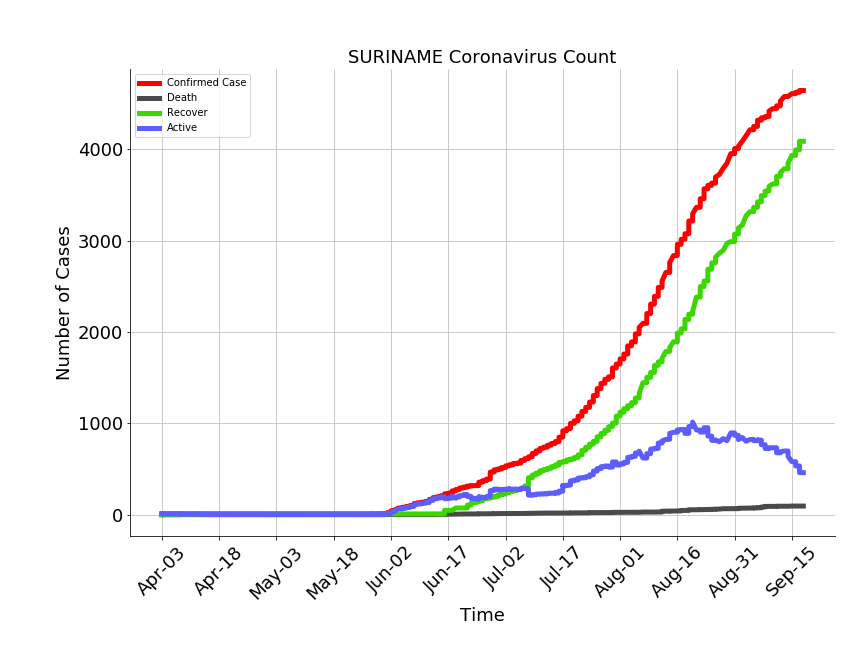 SURINAME Coronavirus Count
Confirmed Case
Death
Recover
Active
Number of Cases
4000
3000
2000
1000
0
Apr-03
Apr-18
May-03
May-18
Jun-02
Jun-17
Jul-02
Jul-17
Aug-01
Aug-16
Aug-31
Sep-15
Time